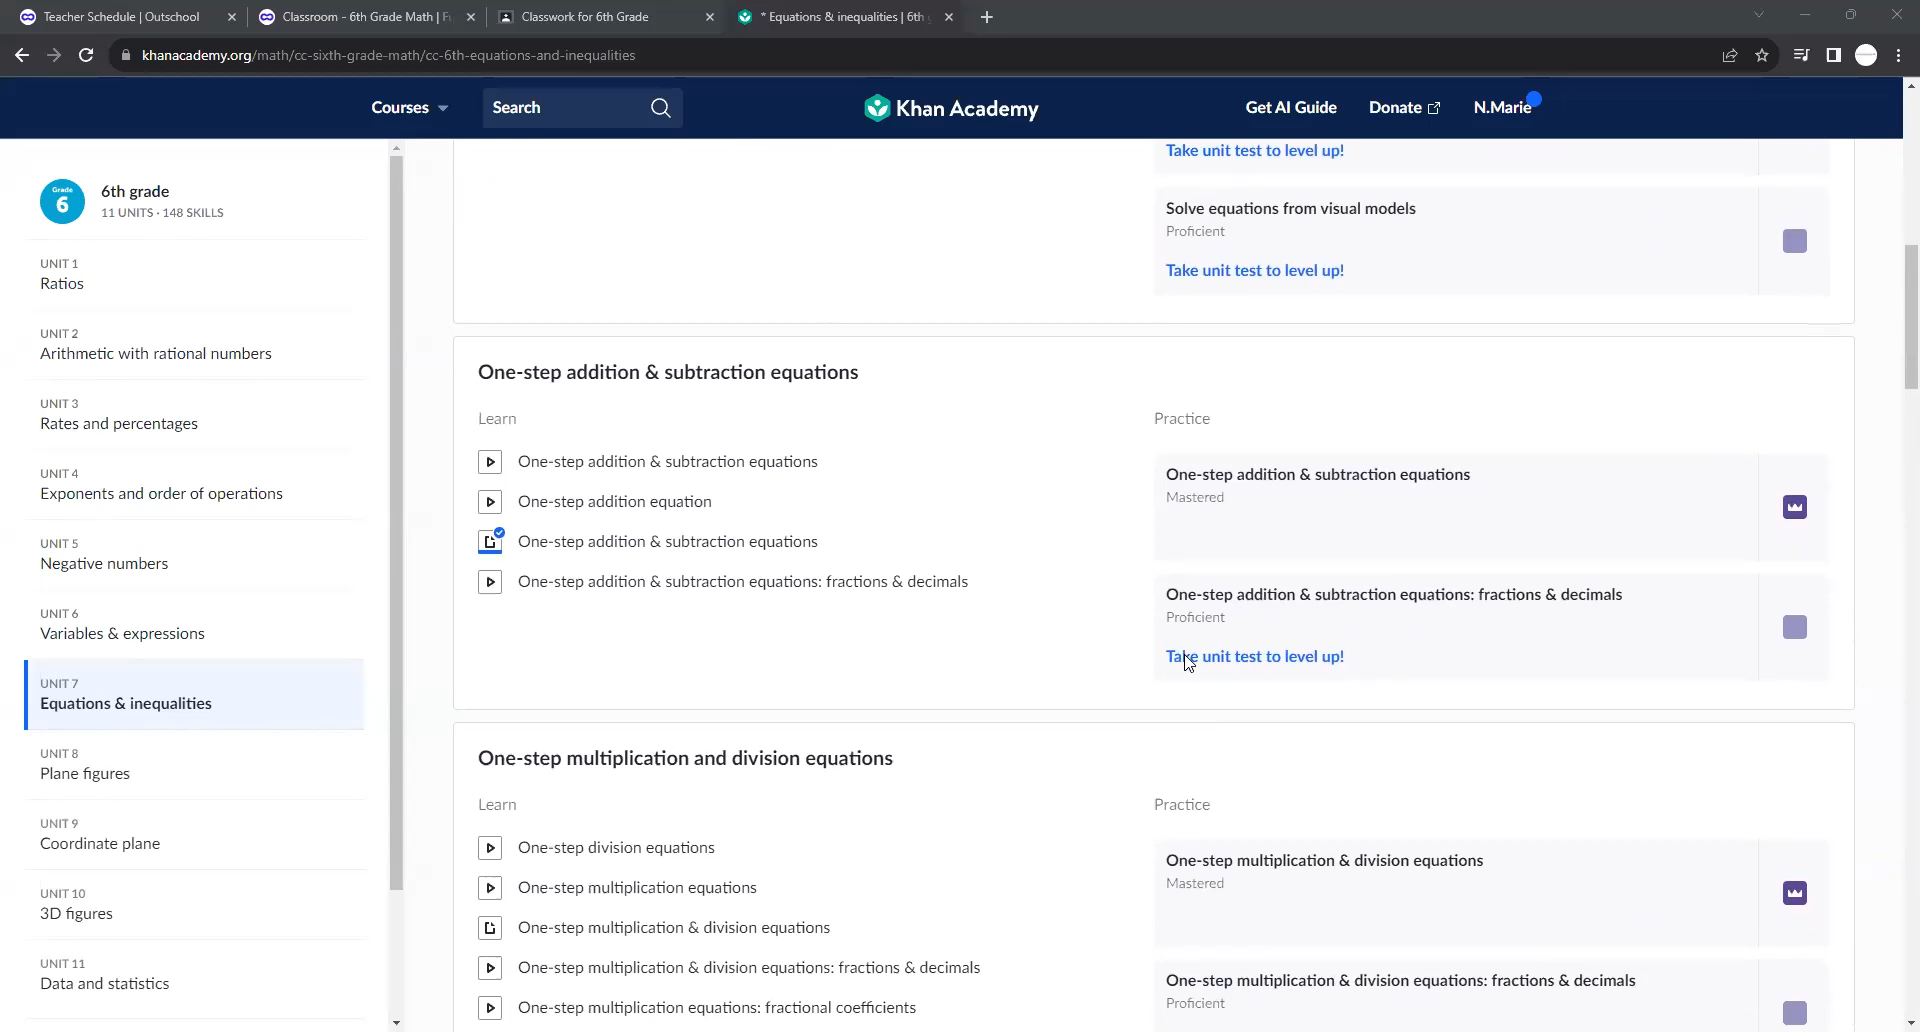 Teacher Schedule | Outschool
Classroom - 6th Grade Math | Fu
Classwork for 6th Grade
* Equations & inequalities | 6th g
khanacademy.org/math/cc-sixth-grade-math/cc-6th-equations-and-inequalities
Courses
Search
Khan Academy
Get AI Guide
Donate
N.Marie
Grade
6
6th grade
11 UNITS · 148 SKILLS
UNIT 1
Ratios
UNIT 2
Arithmetic with rational numbers
UNIT 3
Rates and percentages
UNIT 4
Exponents and order of operations
UNIT 5
Negative numbers
UNIT 6
Variables & expressions
UNIT 7
Equations & inequalities
UNIT 8
Plane figures
UNIT 9
Coordinate plane
UNIT 10
3D figures
UNIT 11
Data and statistics
Take unit test to level up!
Solve equations from visual models
Proficient
Take unit test to level up!
One-step addition & subtraction equations
Learn
One-step addition & subtraction equations
One-step addition equation
One-step addition & subtraction equations
One-step addition & subtraction equations: fractions & decimals
Practice
One-step addition & subtraction equations
Mastered
One-step addition & subtraction equations: fractions & decimals
Proficient
Take unit test to level up!
One-step multiplication and division equations
Learn
One-step division equations
One-step multiplication equations
One-step multiplication & division equations
One-step multiplication & division equations: fractions & decimals
One-step multiplication equations: fractional coefficients
Practice
One-step multiplication & division equations
Mastered
One-step multiplication & division equations: fractions & decimals
Proficient